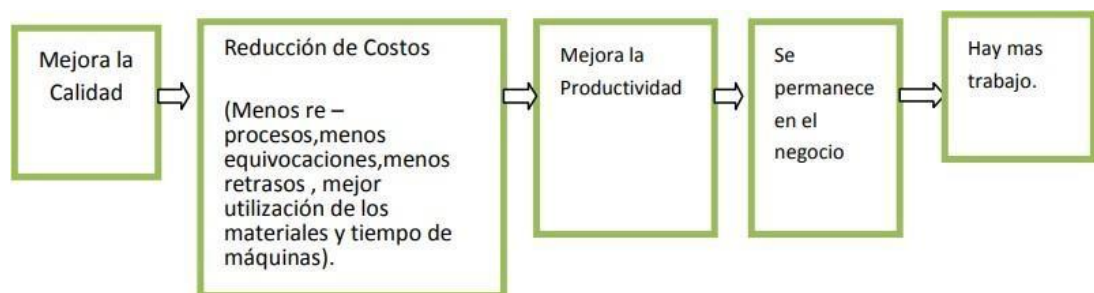 Mejora la
Calidad
Reducción de Costos
(Menos re –
procesos,menos
equivocaciones,menos
retrasos , mejor
utilización de los
materiales y tiempo de
máquinas).
Mejora la
Productividad
Se
permanece
en el
negocio
Hay mas
trabajo.